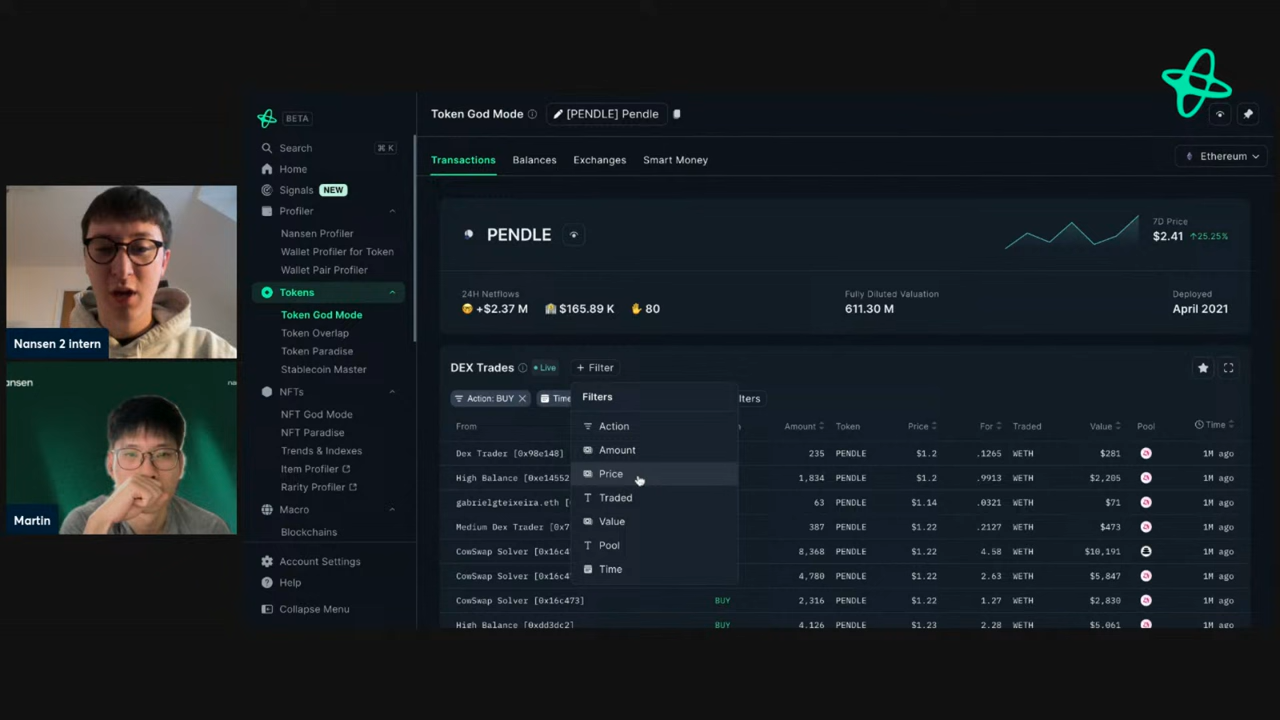 BETA
Search ⌘ K
Home
Signals NEW
Profiler
Nansen Profiler
Wallet Profiler for Token
Wallet Pair Profiler
Tokens
Token God Mode
Token Overlap
Token Paradise
Stablecoin Master
NFTs
NFT God Mode
NFT Paradise
Trends & Indexes
Item Profiler
Rarity Profiler
Macro
Blockchains
Account Settings
Help
Collapse Menu
Nansen 2 Intern
ansen
Martin
Token God Mode [PENDLE] Pendle
Transactions Balances Exchanges Smart Money Ethereum
PENDLE
7D Price
$2.41 25.25%
24H Netflows Fully Diluted Valuation Deployed
+$2.37 M $165.89 K 80 611.30 M April 2021
DEX Trades Live + Filter
Action: BUY Time lters
Filters
Action
Amount
Price
Traded
Value
Pool
Time
From Amount Token Price For Traded Value Pool Time
Dex Trader [0x98e148] 235 PENDLE $1.2 .1265 WETH $281 1M ago
High Balance [0xe14552 1,834 PENDLE $1.2 .9913 WETH $2,205 1M ago
gabrielgteixeira.eth [0x 63 PENDLE $1.14 .0321 WETH $71 1M ago
Medium Dex Trader [0x7 387 PENDLE $1.22 .2127 WETH $473 1M ago
CowSwap Solver [0x16c4 8,368 PENDLE $1.22 4.58 WETH $10,191 1M ago
CowSwap Solver [0x16c4 4,780 PENDLE $1.22 2.63 WETH $5,847 1M ago
CowSwap Solver [0x16c473] BUY 2,316 PENDLE $1.22 1.27 WETH $2,830 1M ago
High Balance [0xdd3dc2] BUY 4,126 PENDLE $1.23 2.28 WETH $5,061 1M ago